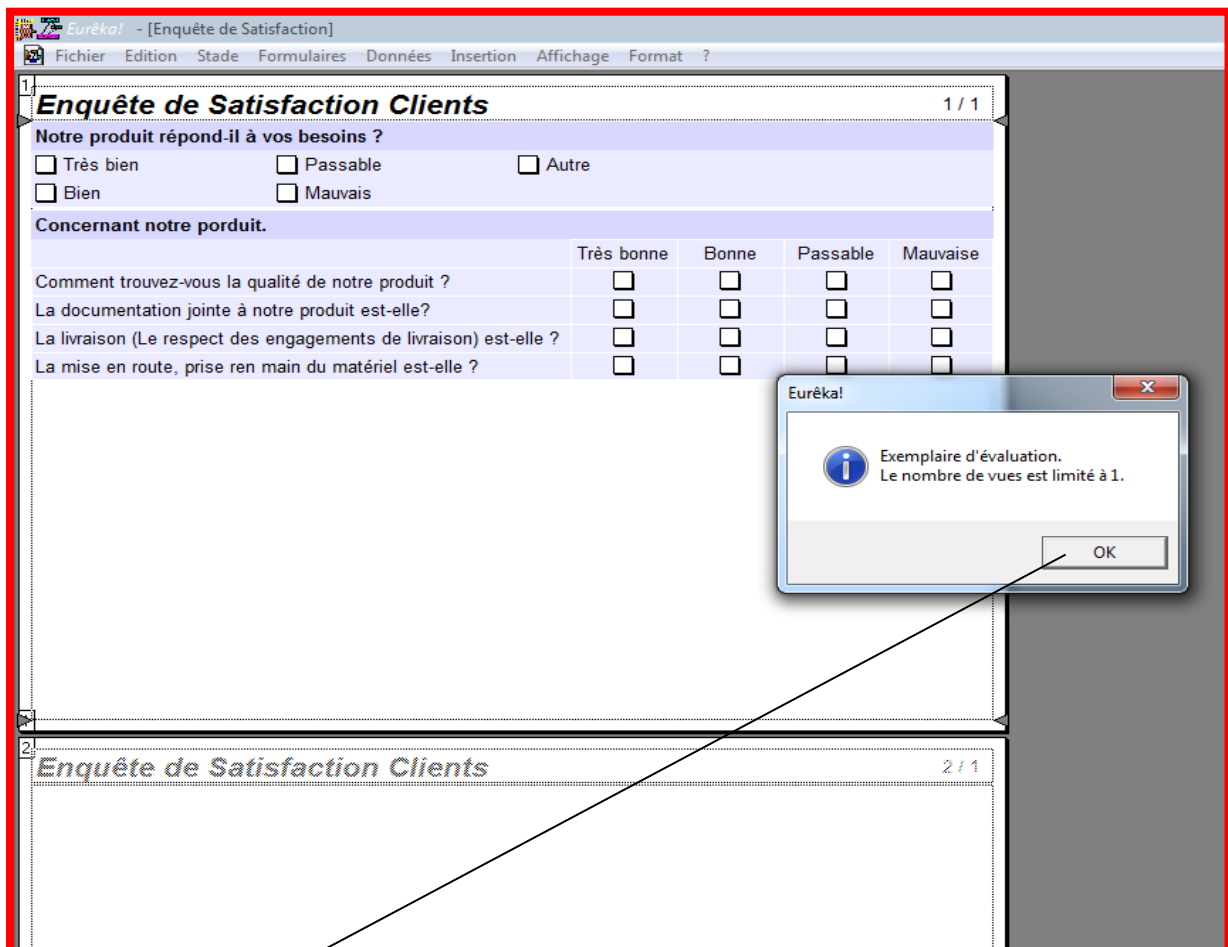 Eurêka! - [Enquête de Satisfaction]
Fichier Edition Stade Formulaires Données Insertion Affichage Format ?
1
Enquête de Satisfaction Clients 1 / 1
Notre produit répond-il à vos besoins ?
Très bien Passable Autre
Bien Mauvais
Concernant notre porduit.
Très bonne Bonne Passable Mauvaise
Comment trouvez-vous la qualité de notre produit ?
La documentation jointe à notre produit est-elle?
La livraison (Le respect des engagements de livraison) est-elle ?
La mise en route, prise ren main du matériel est-elle ?
Eurêka!
Exemplaire d'évaluation.
Le nombre de vues est limité à 1.
OK
2
Enquête de Satisfaction Clients 2 / 1